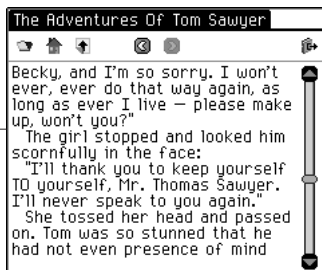 The Adventures Of Tom Sawyer
Becky, and I'm so sorry. I won't
ever, ever do that way again, as
long as ever I live — please make
up, won't you?"
The girl stopped and looked him
scornfully in the face:
"I'll thank you to keep yourself
TO yourself, Mr. Thomas Sawyer.
I'll never speak to you again."
She tossed her head and passed
on. Tom was so stunned that he
had not even presence of mind